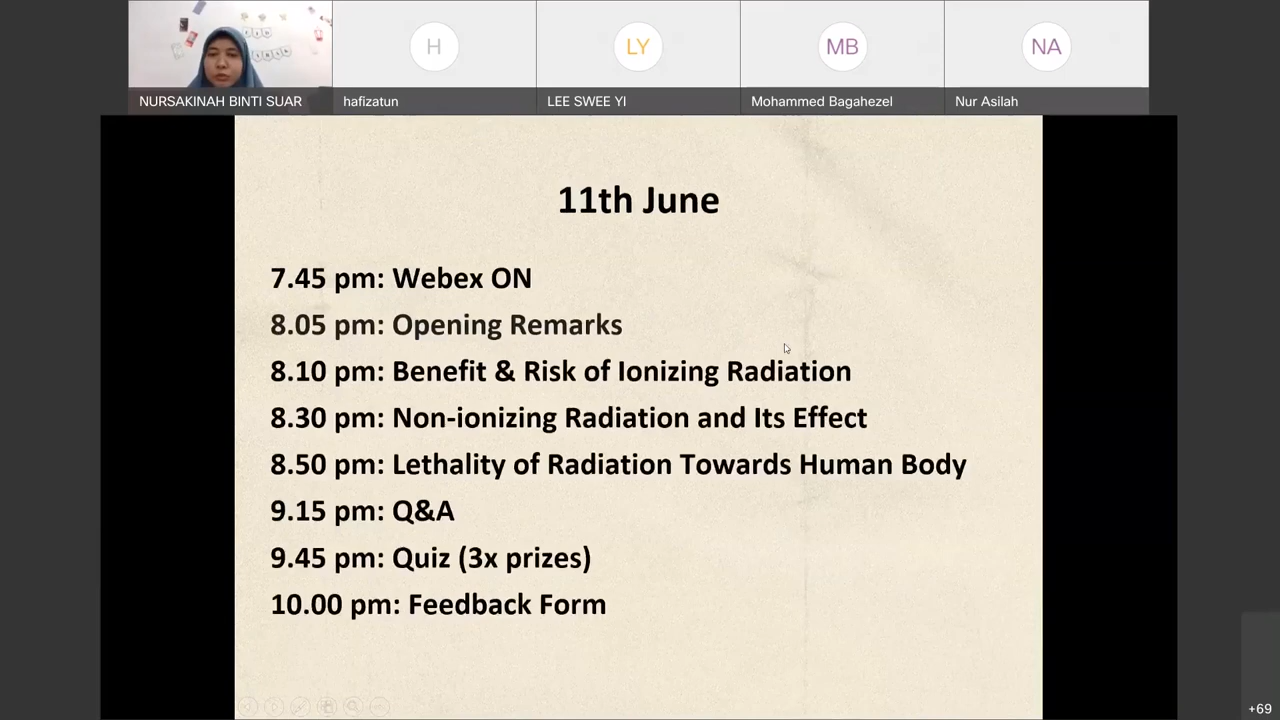 H
LY
MB
NA
NURSAKINAH BINTI SUAR
hafizatun
LEE SWEE YI
Mohammed Bagahezel
Nur Asilah
11th June
7.45 pm: Webex ON
8.05 pm: Opening Remarks
8.10 pm: Benefit & Risk of Ionizing Radiation
8.30 pm: Non-ionizing Radiation and Its Effect
8.50 pm: Lethality of Radiation Towards Human Body
9.15 pm: Q&A
9.45 pm: Quiz (3x prizes)
10.00 pm: Feedback Form
+69